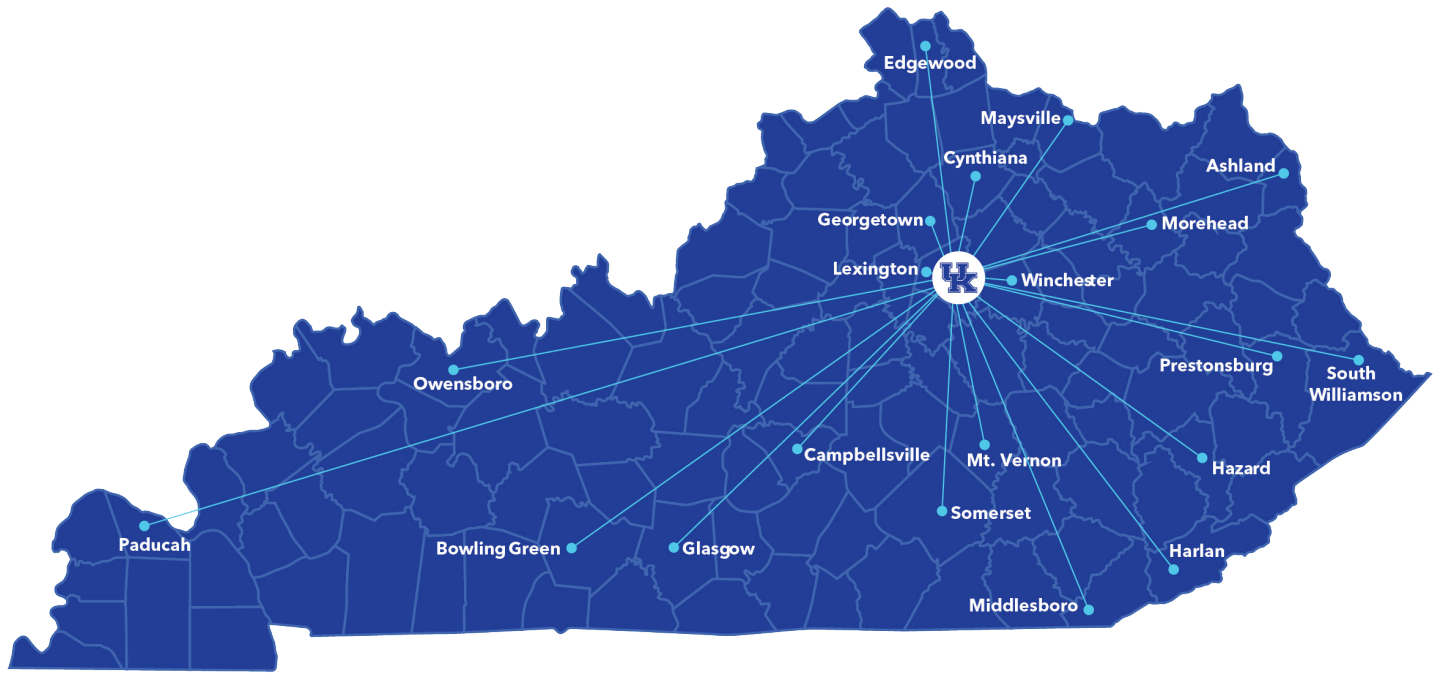 Edgewood
Maysville
Cynthiana
Ashland
Georgetown
Morehead
Lexington
UK
Winchester
Owensboro
Prestonsburg
South
Williamson
Campbellsville
Mt. Vernon
Hazard
Somerset
Paducah
Bowling Green
Glasgow
Harlan
Middlesboro